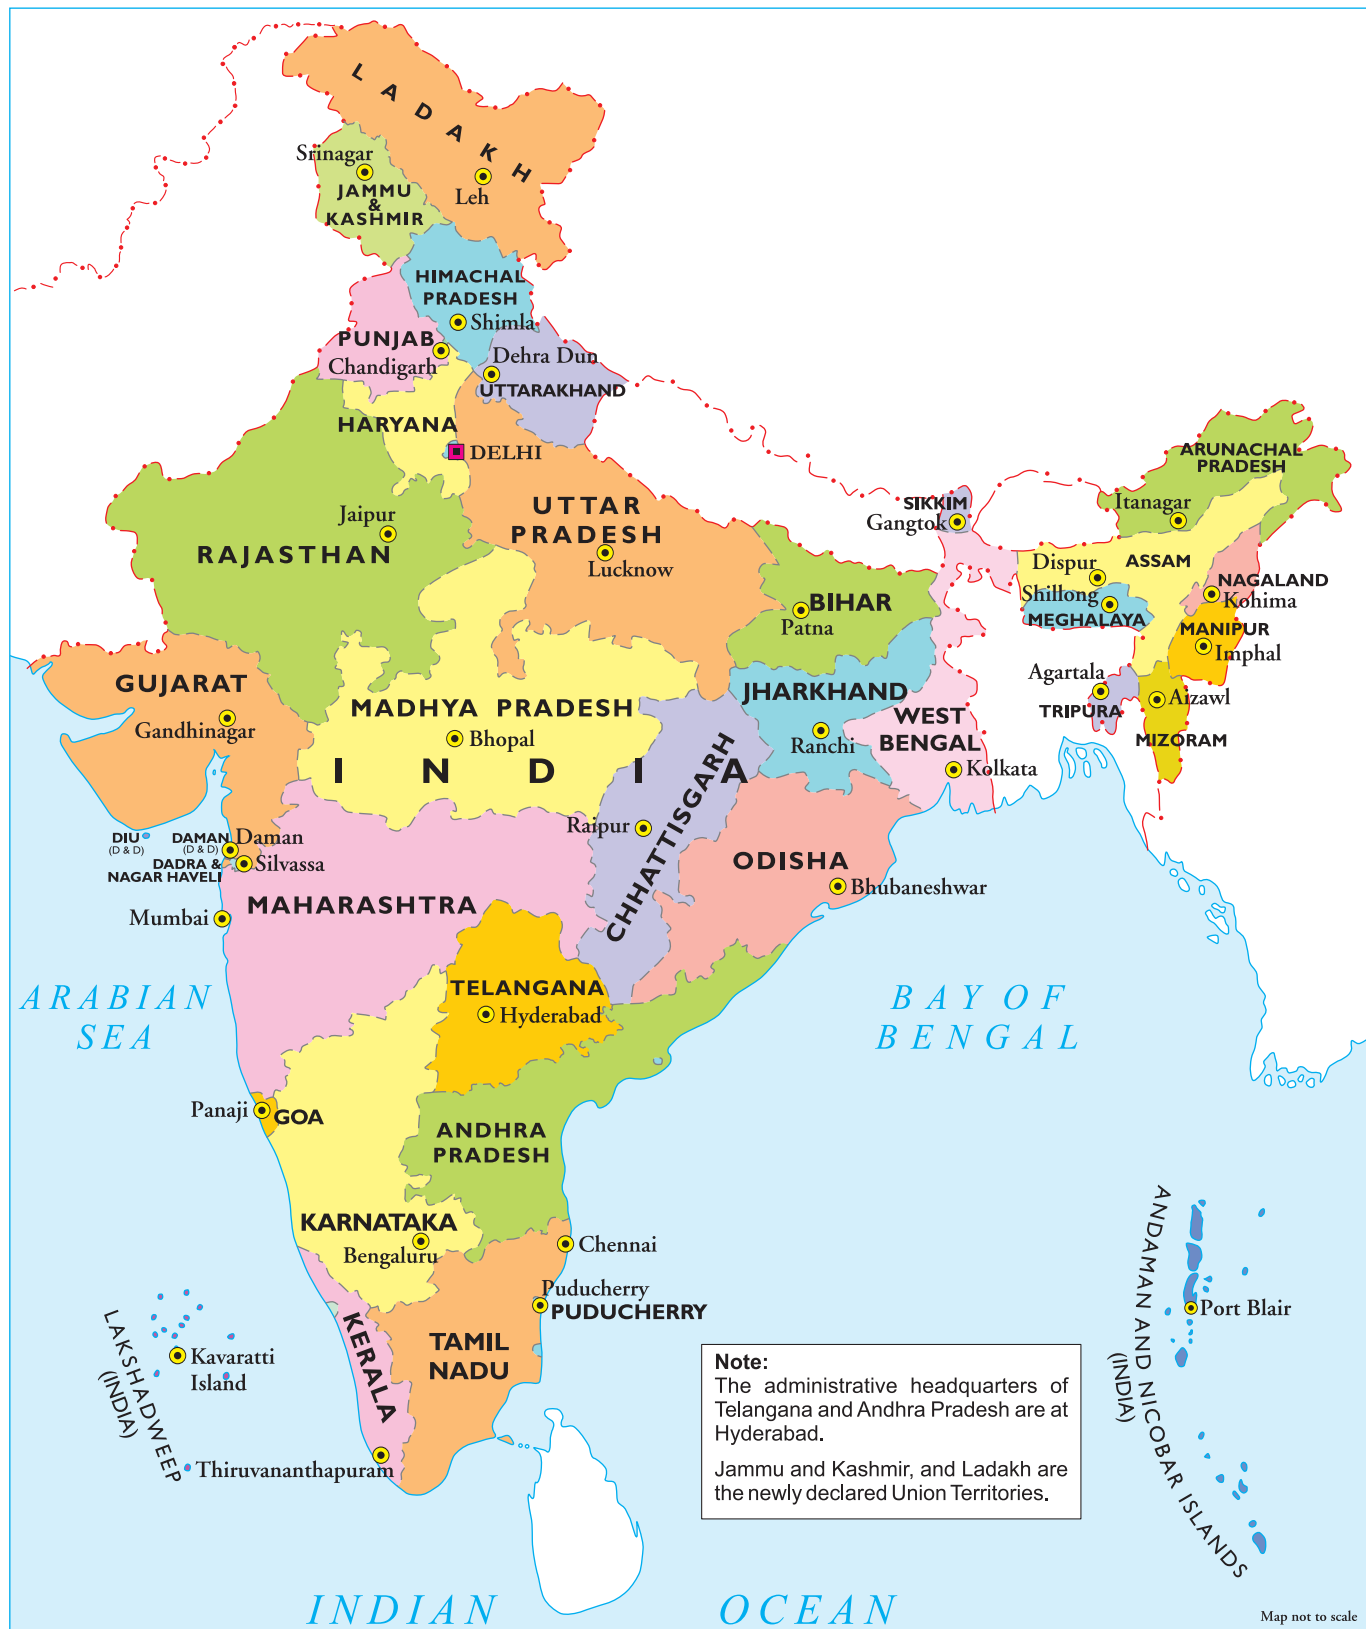 LADAKH
Srinagar
JAMMU
&
KASHMIR
Leh
HIMACHAL
PRADESH
Shimla
PUNJAB
Chandigarh
Dehra Dun
UTTARAKHAND
HARYANA
DELHI
ARUNACHAL
PRADESH
Itanagar
SIKKIM
Gangtok
UTTAR
PRADESH
Lucknow
Jaipur
RAJASTHAN
Dispur
ASSAM
Shillong
MEGHALAYA
NAGALAND
Kohima
BIHAR
Patna
MANIPUR
Imphal
Agartala
TRIPURA
Aizawl
MIZORAM
GUJARAT
Gandhinagar
MADHYA PRADESH
Bhopal
JHARKHAND
Ranchi
WEST
BENGAL
Kolkata
INDIA
CHHATTISGARH
Raipur
DIU
(D & D)
DAMAN
(D & D)
Daman
DADRA &
NAGAR HAVELI
Silvassa
ODISHA
Bhubaneshwar
Mumbai
MAHARASHTRA
TELANGANA
Hyderabad
ARABIAN
SEA
BAY OF
BENGAL
Panaji
GOA
ANDHRA
PRADESH
KARNATAKA
Bengaluru
Chennai
Puducherry
PUDUCHERRY
KERALA
TAMIL
NADU
Thiruvananthapuram
LAKSHADWEEP
(INDIA)
Kavaratti
Island
ANDAMAN AND NICOBAR ISLANDS
(INDIA)
Port Blair
Note:
The administrative headquarters of
Telangana and Andhra Pradesh are at
Hyderabad.
Jammu and Kashmir, and Ladakh are
the newly declared Union Territories.
INDIAN OCEAN
Map not to scale